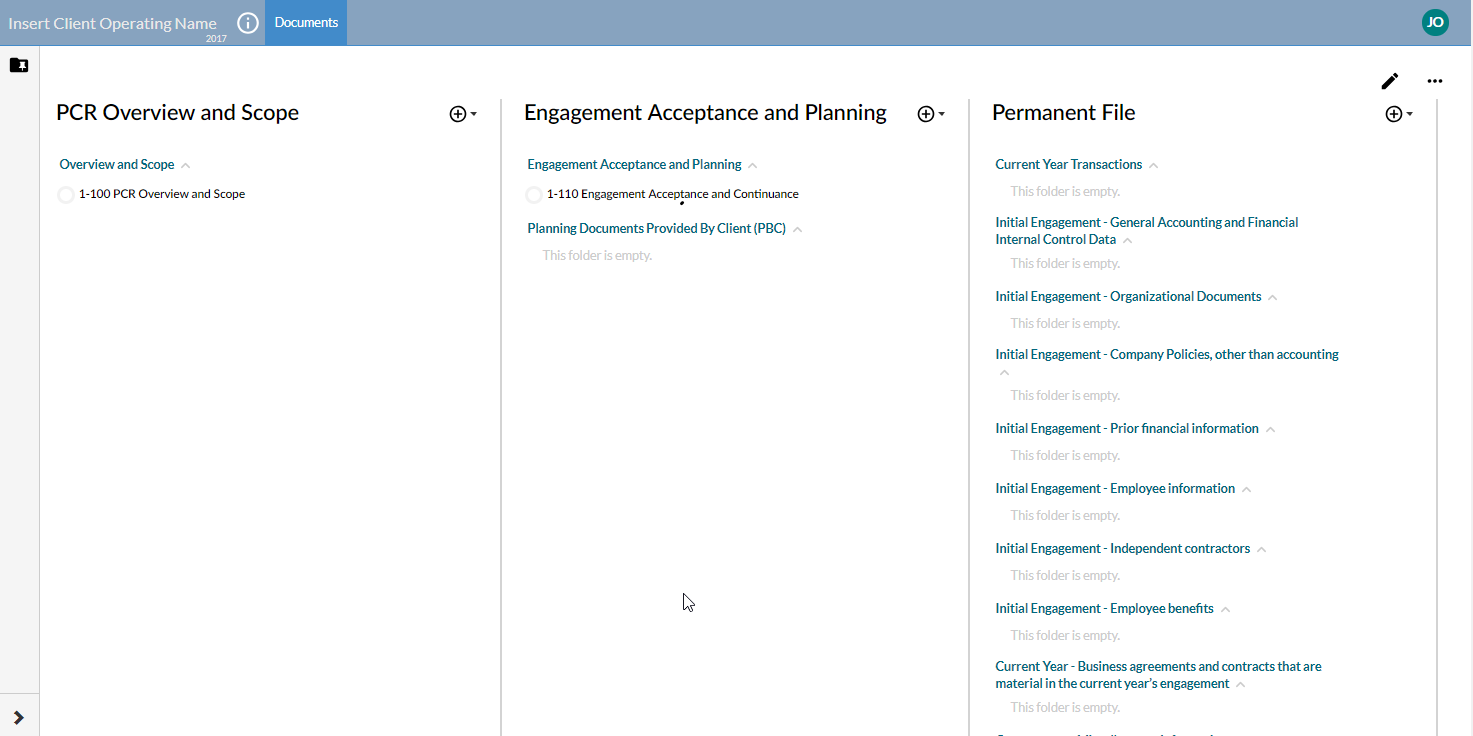 Insert Client Operating Name
2017
Documents
JO
PCR Overview and Scope
Overview and Scope
1-100 PCR Overview and Scope
Engagement Acceptance and Planning
Engagement Acceptance and Planning
1-110 Engagement Acceptance and Continuance
Planning Documents Provided By Client (PBC)
This folder is empty.
Permanent File
Current Year Transactions
This folder is empty.
Initial Engagement - General Accounting and Financial
Internal Control Data
This folder is empty.
Initial Engagement - Organizational Documents
This folder is empty.
Initial Engagement - Company Policies, other than accounting
This folder is empty.
Initial Engagement - Prior financial information
This folder is empty.
Initial Engagement - Employee information
This folder is empty.
Initial Engagement - Independent contractors
This folder is empty.
Initial Engagement - Employee benefits
This folder is empty.
Current Year - Business agreements and contracts that are
material in the current year's engagement
This folder is empty.